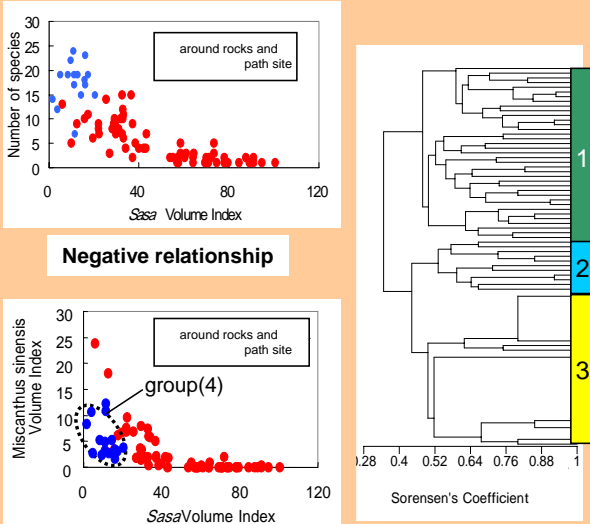 Number of species
30
25
20
15
10
5
0
around rocks and
path site
0 40 80 120
Sasa Volume Index
Negative relationship
Miscanthus sinensis
Volume Index
30
25
20
15
10
5
0
around rocks and
path site
group(4)
0 40 80 120
SasaVolume Index
1
2
3
0.28 0.4 0.52 0.64 0.76 0.88 1
Sorensen's Coefficient